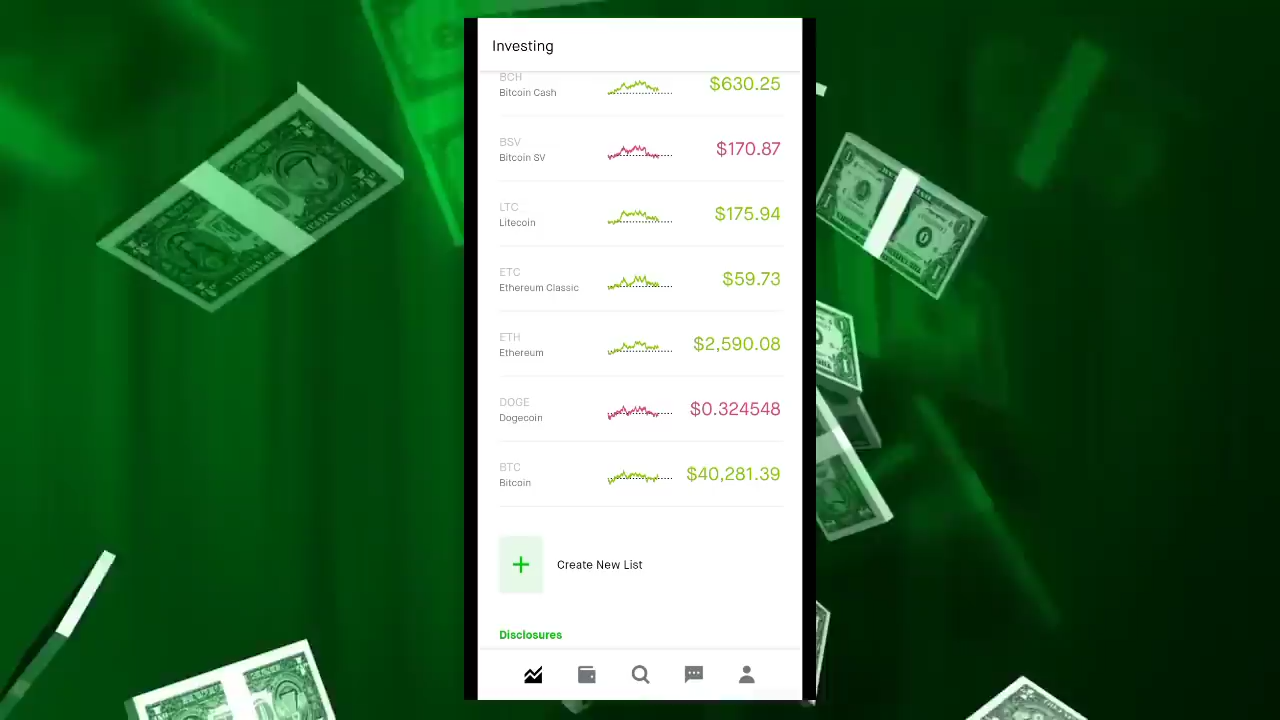 Investing
BCH
Bitcoin Cash
$630.25
BSV
Bitcoin SV
$170.87
LTC
Litecoin
$175.94
ETC
Ethereum Classic
$59.73
ETH
Ethereum
$2,590.08
DOGE
Dogecoin
$0.324548
BTC
Bitcoin
$40,281.39
Create New List
Disclosures